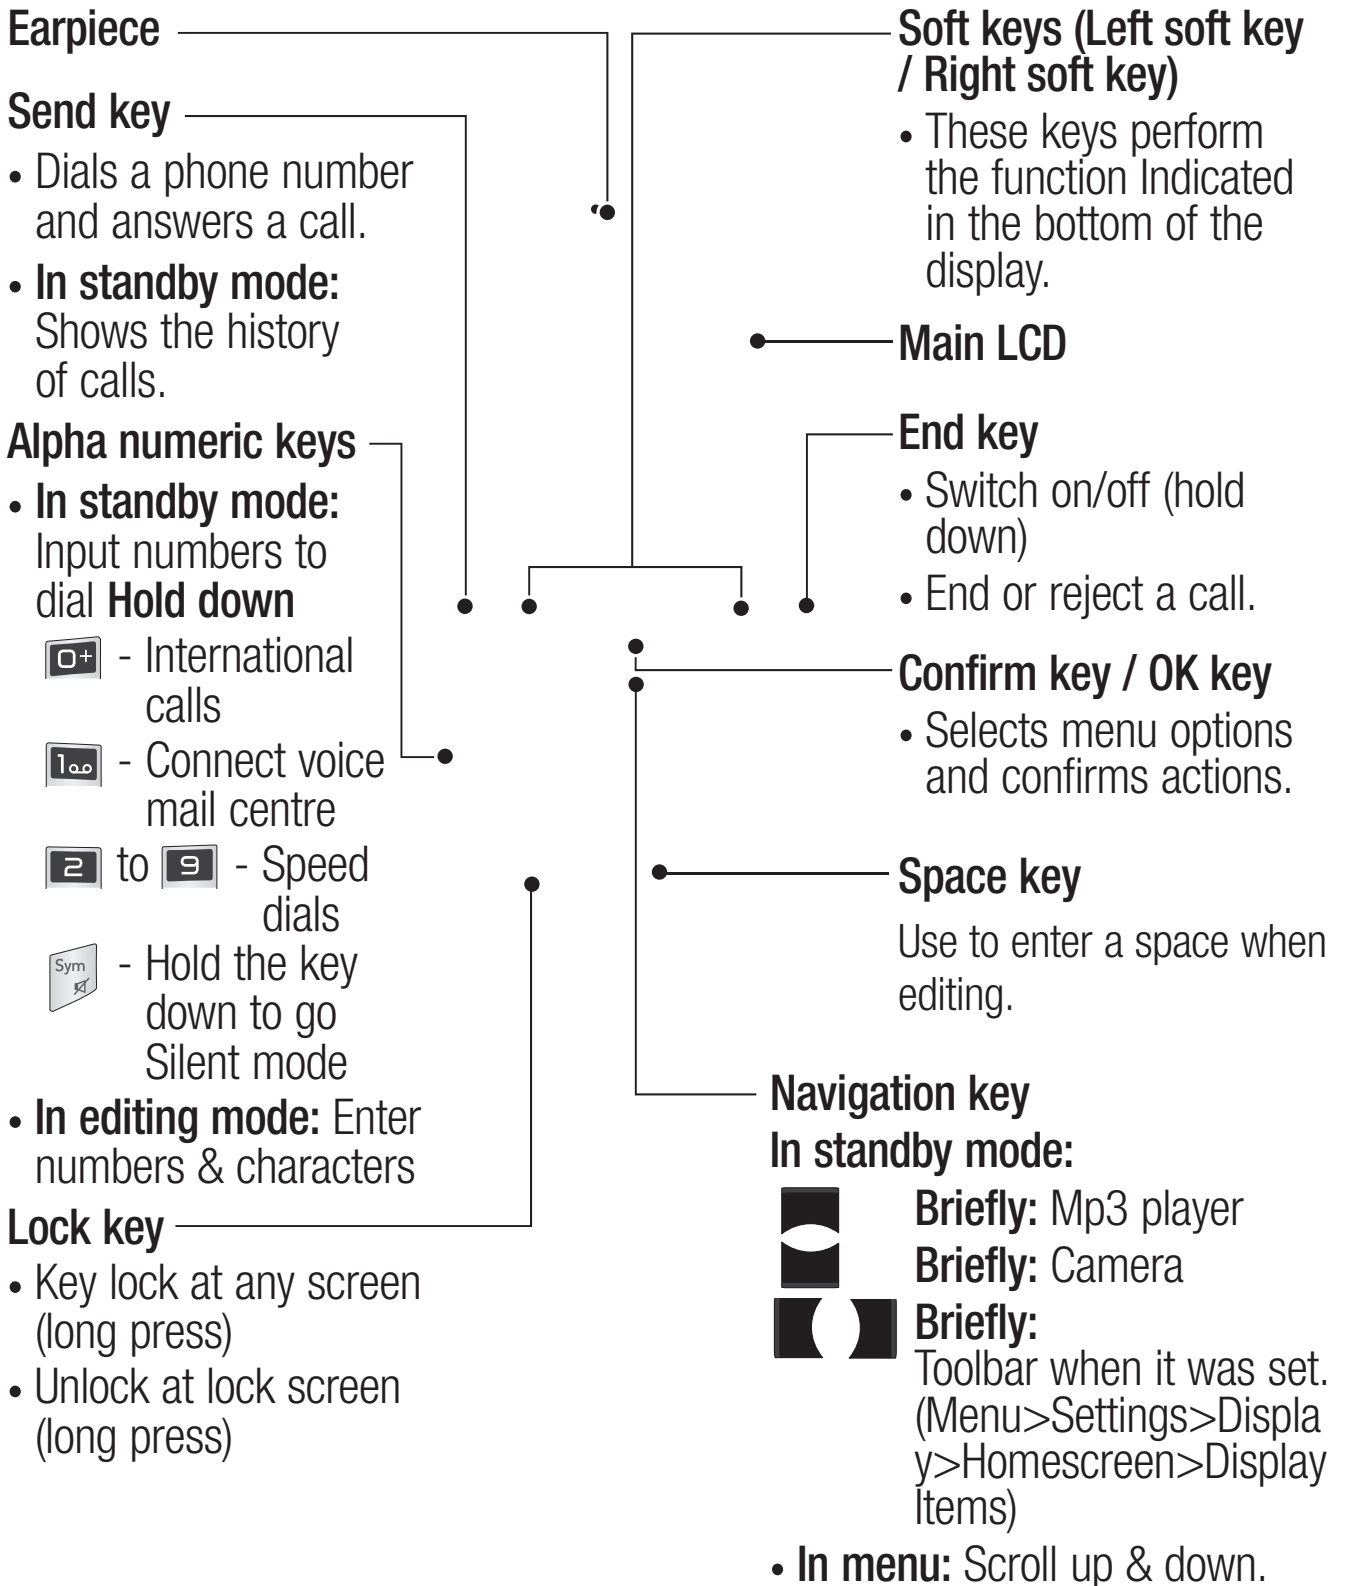 Earpiece
Send key
• Dials a phone number
and answers a call.
• In standby mode:
Shows the history
of calls.
Alpha numeric keys
• In standby mode:
Input numbers to
dial Hold down
0+ - International
calls
1 - Connect voice
mail centre
2 to 9 - Speed
dials
Sym - Hold the key
down to go
Silent mode
• In editing mode: Enter
numbers & characters
Lock key
• Key lock at any screen
(long press)
• Unlock at lock screen
(long press)
Soft keys (Left soft key
/ Right soft key)
• These keys perform
the function Indicated
in the bottom of the
display.
Main LCD
End key
• Switch on/off (hold
down)
• End or reject a call.
Confirm key / OK key
• Selects menu options
and confirms actions.
Space key
Use to enter a space when
editing.
Navigation key
In standby mode:
Briefly: Mp3 player
Briefly: Camera
Briefly:
Toolbar when it was set.
(Menu>Settings>Displa
y>Homescreen>Display
Items)
• In menu: Scroll up & down.